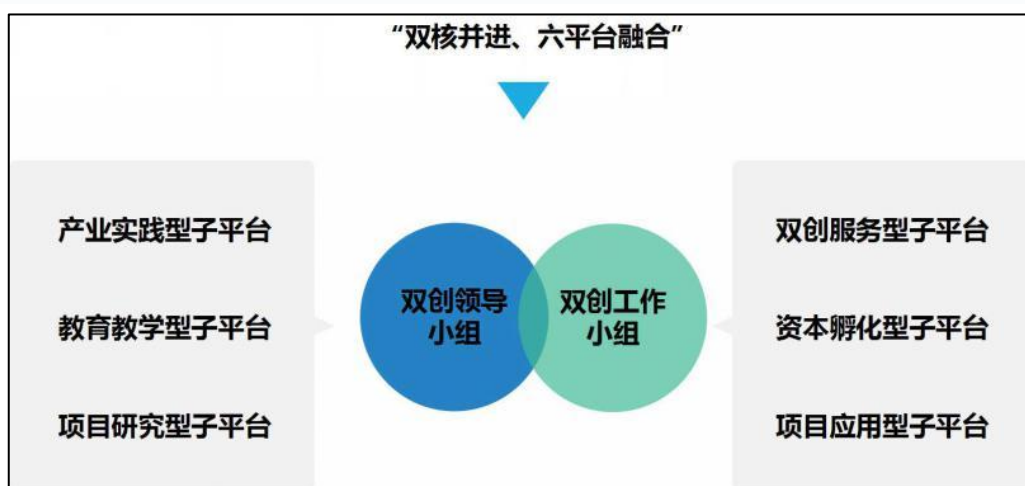 “双核并进、六平台融合”
产业实践型子平台
教育教学型子平台
项目研究型子平台
双创领导
小组
双创工作
小组
双创服务型子平台
资本孵化型子平台
项目应用型子平台